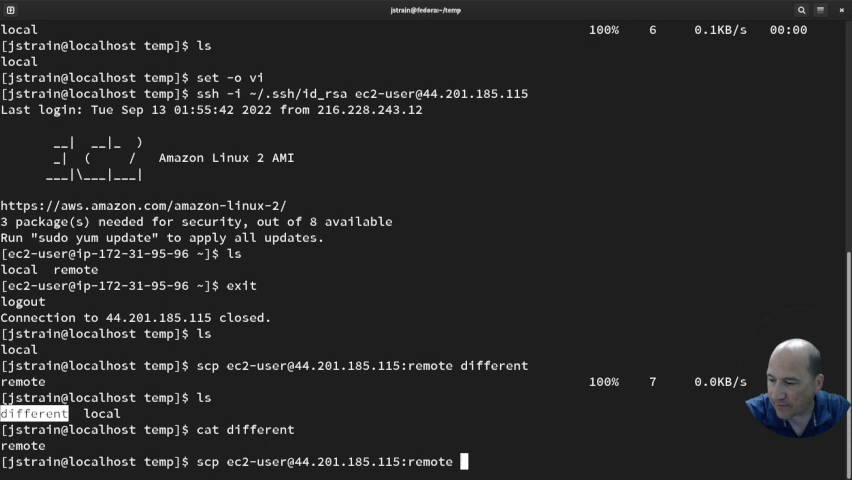 jstrain@fedora:~/temp
local 100% 6 0.1KB/s 00:00
[jstrain@localhost temp]$ ls
local
[jstrain@localhost temp]$ set -o vi
[jstrain@localhost temp]$ ssh -i ~/.ssh/id_rsa ec2-user@44.201.185.115
Last login: Tue Sep 13 01:55:42 2022 from 216.228.243.12
__|  __|_  )
_|  (     /   Amazon Linux 2 AMI
___|\___|___|
https://aws.amazon.com/amazon-linux-2/
3 package(s) needed for security, out of 8 available
Run "sudo yum update" to apply all updates.
[ec2-user@ip-172-31-95-96 ~]$ ls
local  remote
[ec2-user@ip-172-31-95-96 ~]$ exit
logout
Connection to 44.201.185.115 closed.
[jstrain@localhost temp]$ ls
local
[jstrain@localhost temp]$ scp ec2-user@44.201.185.115:remote different
remote 100% 7 0.0KB/s
[jstrain@localhost temp]$ ls
different  local
[jstrain@localhost temp]$ cat different
remote
[jstrain@localhost temp]$ scp ec2-user@44.201.185.115:remote